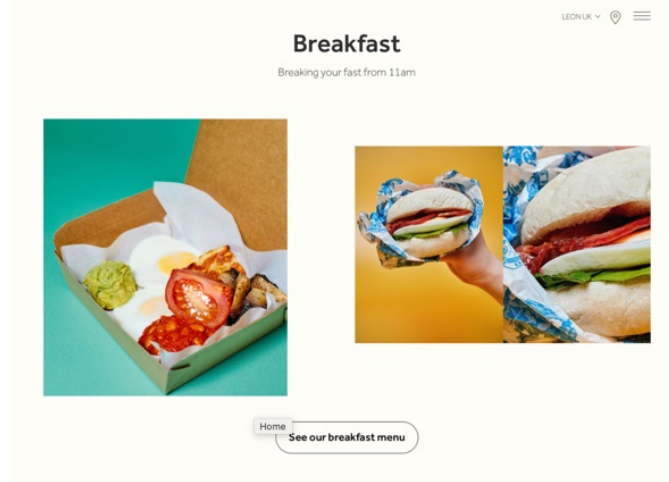 LEON UK
Breakfast
Breaking your fast from 11am
Home
See our breakfast menu